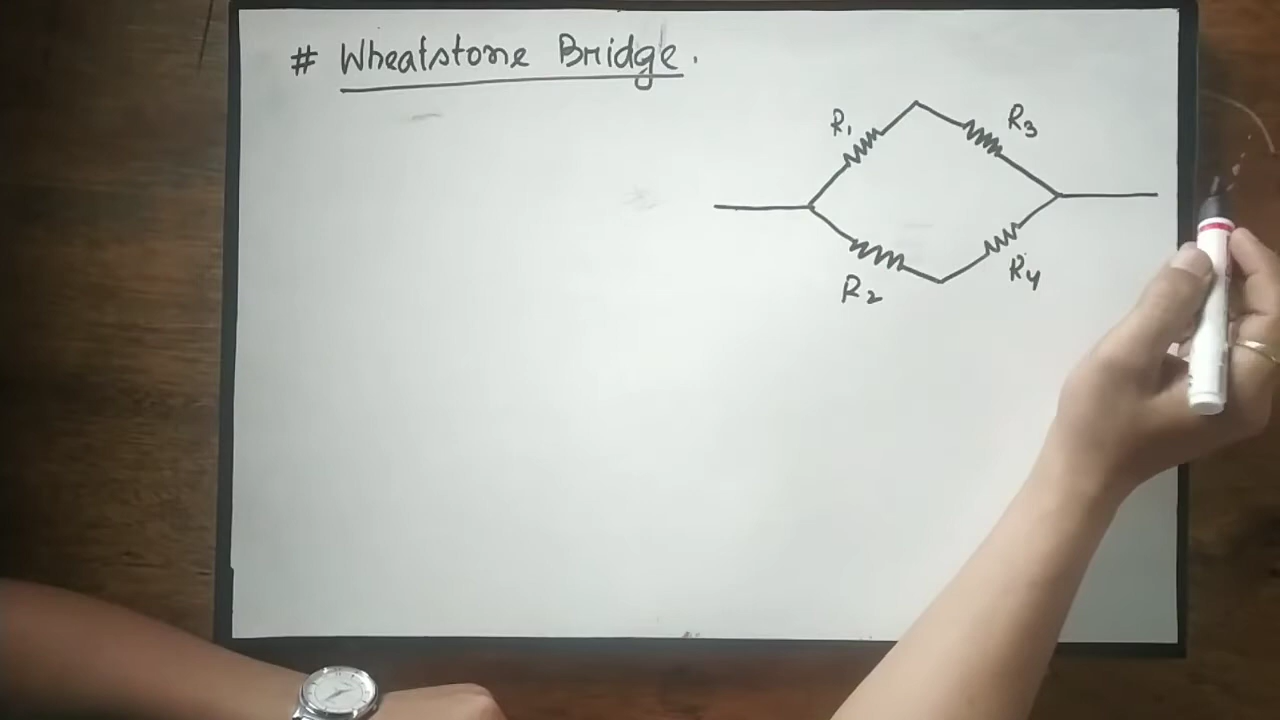 # Wheatstone Bridge.
R₁
R₃
R₂
R₄